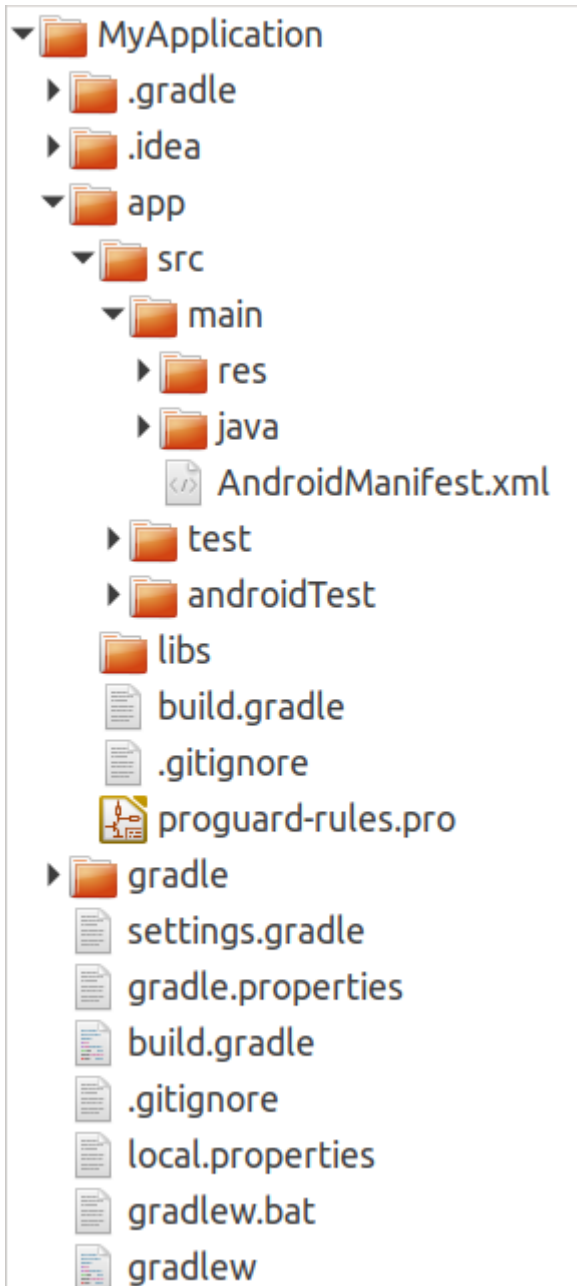 MyApplication
.gradle
.idea
app
src
main
res
java
AndroidManifest.xml
test
androidTest
libs
build.gradle
.gitignore
proguard-rules.pro
gradle
settings.gradle
gradle.properties
build.gradle
.gitignore
local.properties
gradlew.bat
gradlew